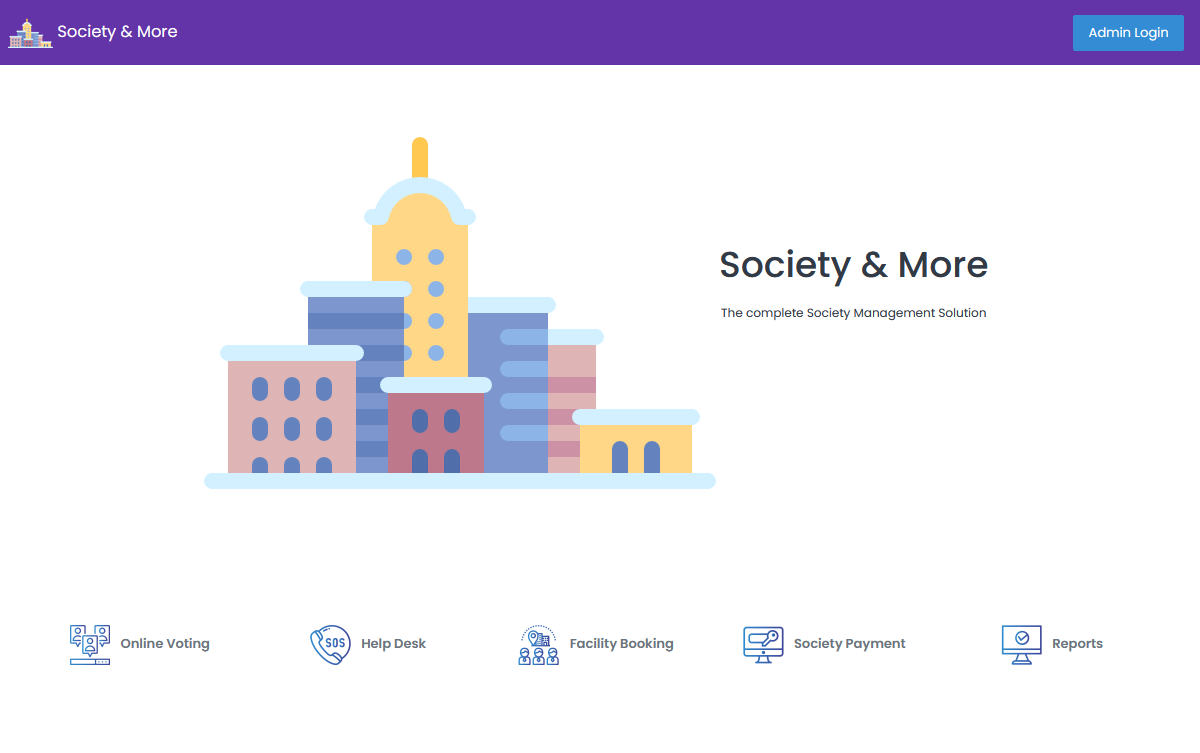 Society & More
Admin Login
Society & More
The complete Society Management Solution
SOS
Online Voting
Help Desk
Facility Booking
Society Payment
Reports